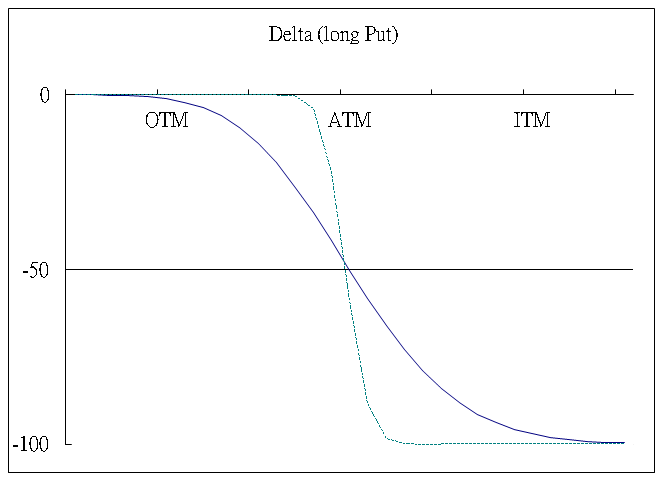 Delta (long Put)
0
OTM
ATM
ITM
-50
-100